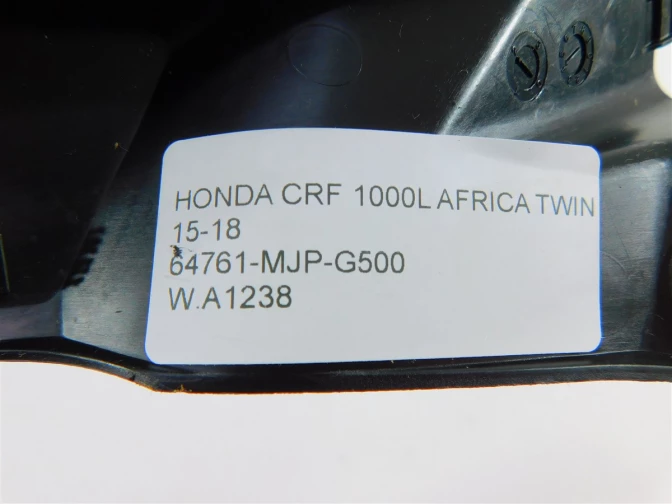 HONDA CRF 1000L AFRICA TWIN
15-18
64761-MJP-G500
W.A1238